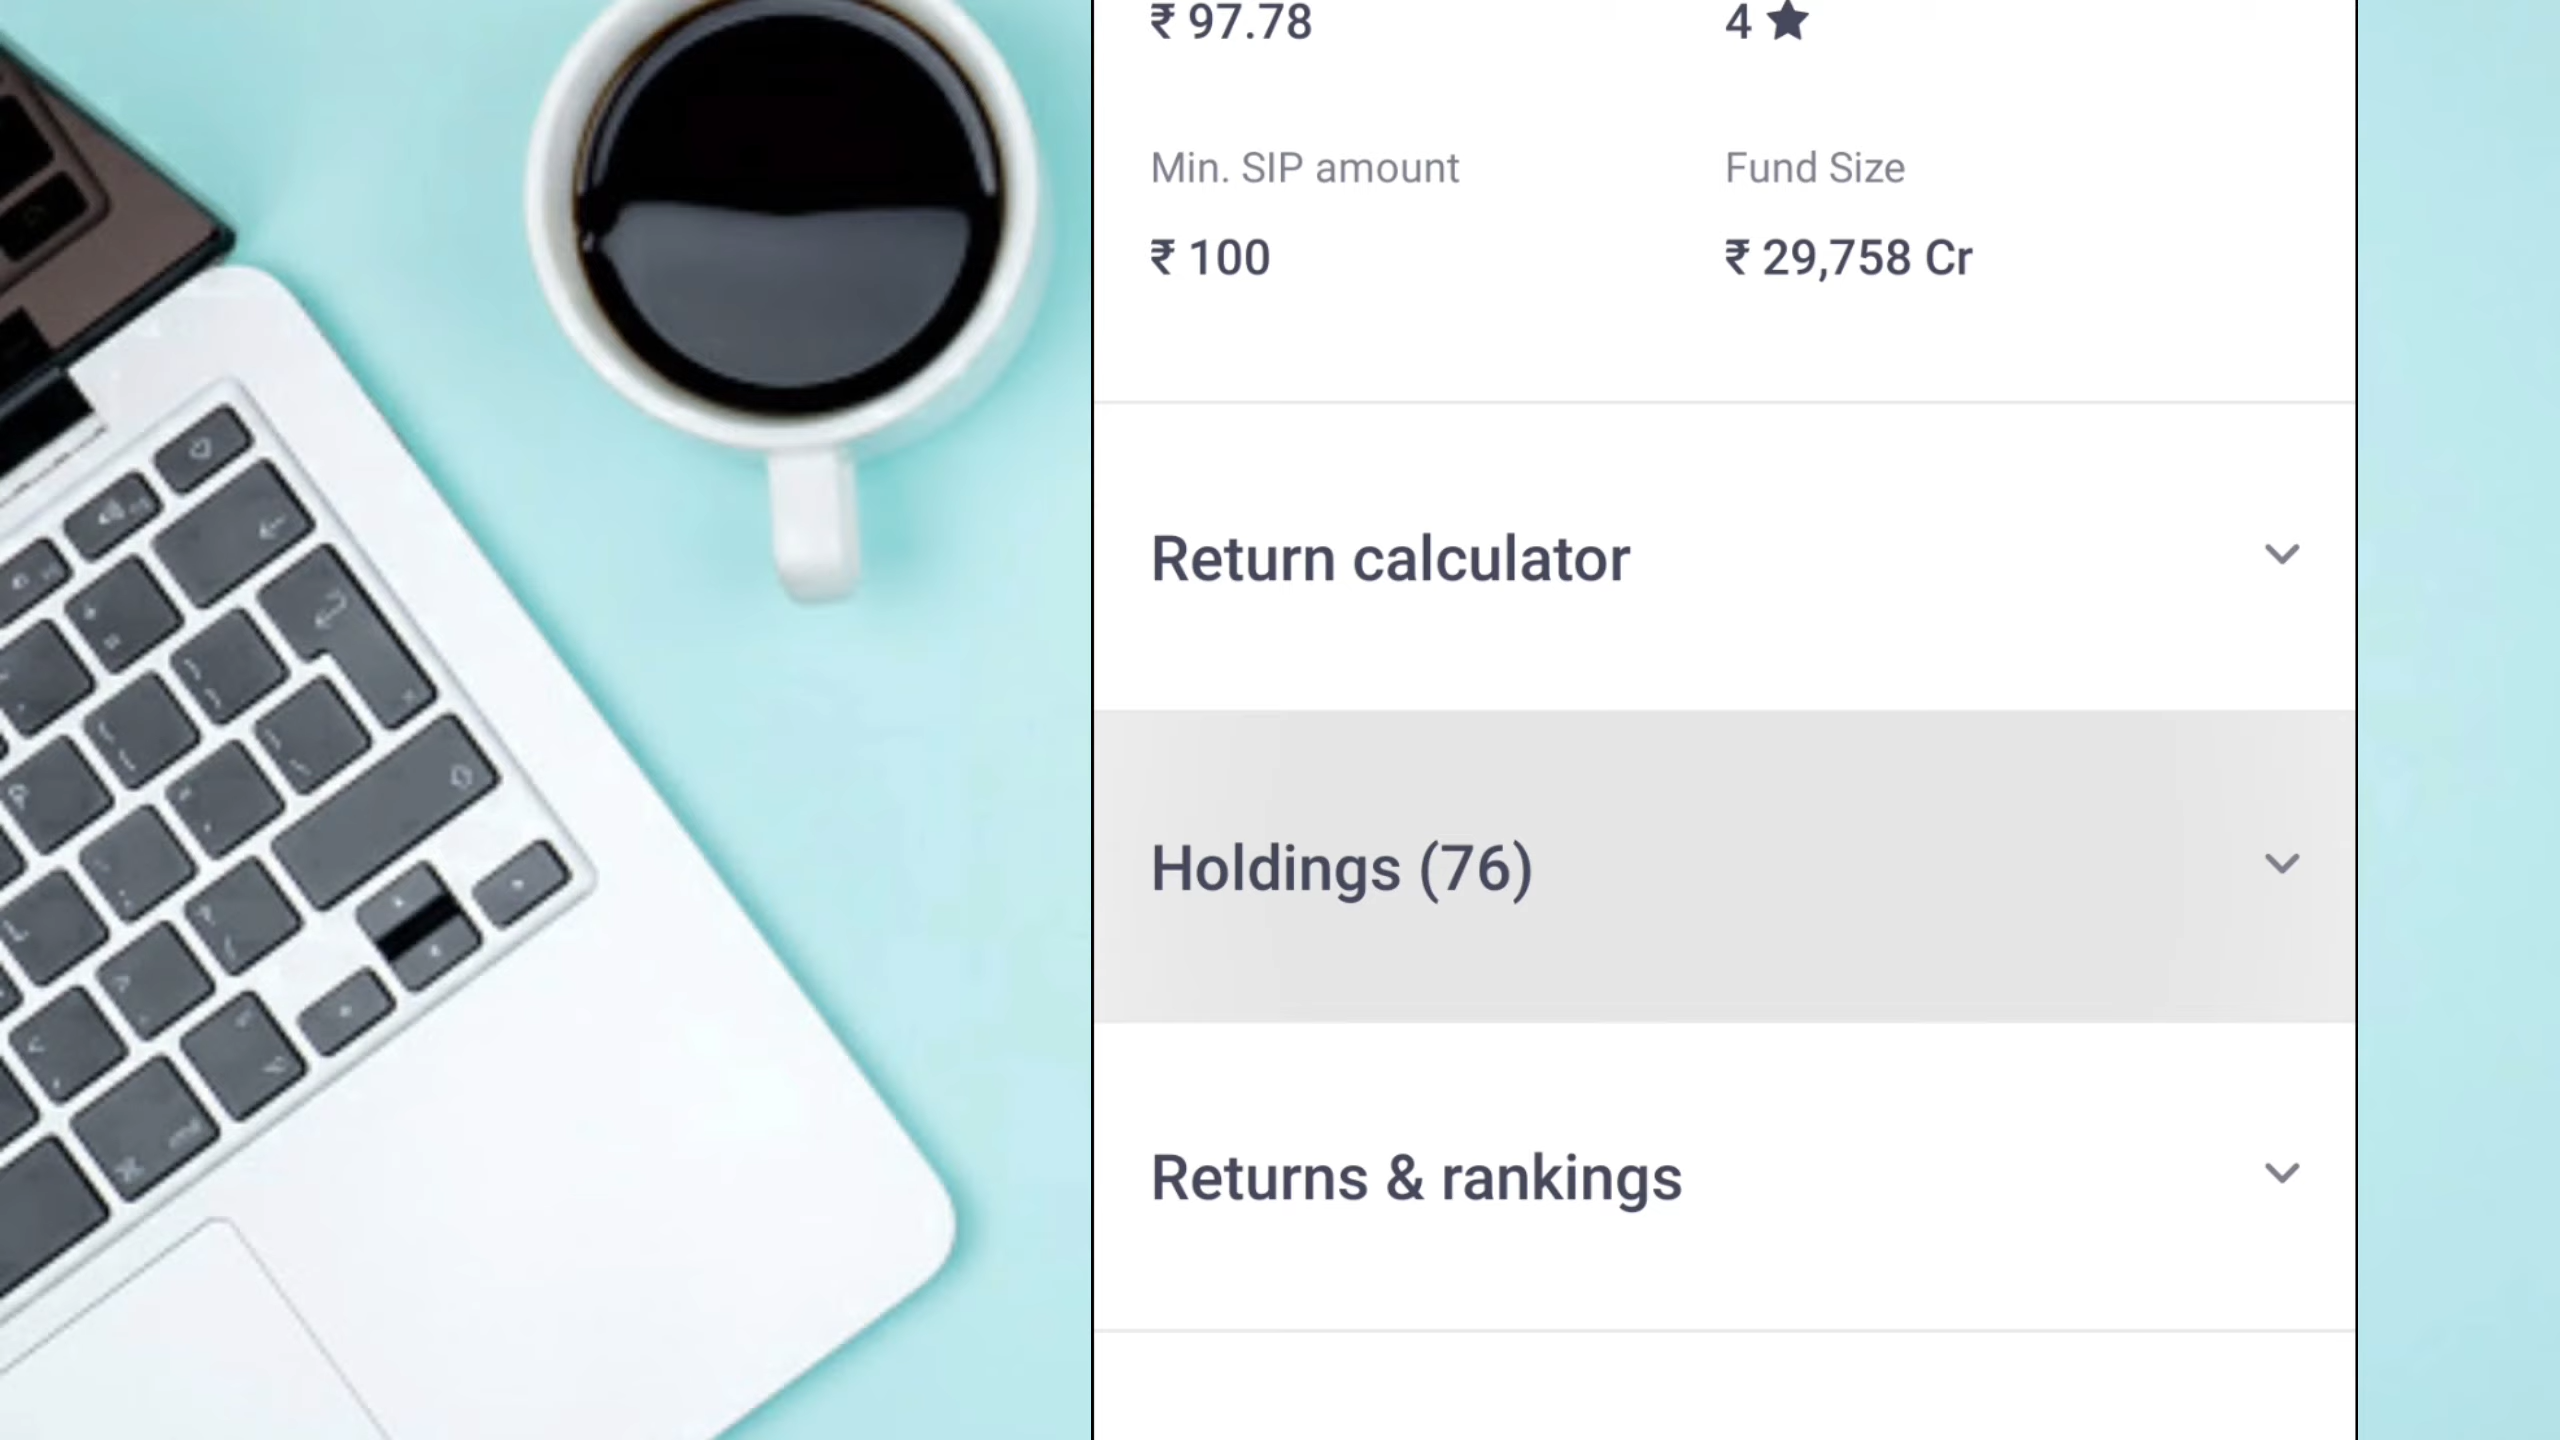 ₹ 97.78
4 ★
Min. SIP amount
Fund Size
₹ 100
₹ 29,758 Cr
Return calculator
Holdings (76)
Returns & rankings